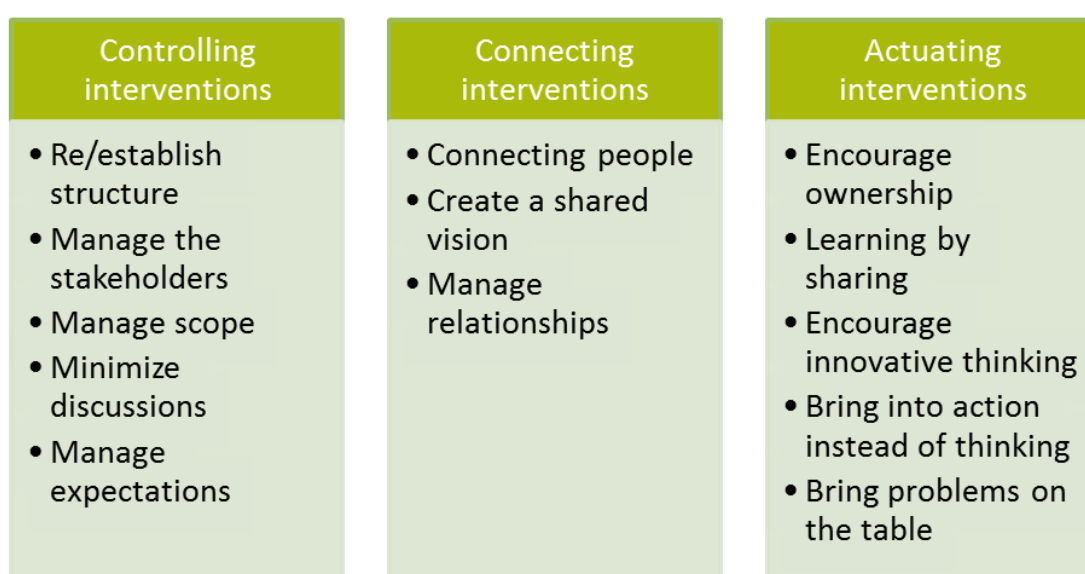 Controlling
interventions
• Re/establish
structure
• Manage the
stakeholders
• Manage scope
• Minimize
discussions
• Manage
expectations
Connecting
interventions
• Connecting people
• Create a shared
vision
• Manage
relationships
Actuating
interventions
• Encourage
ownership
• Learning by
sharing
• Encourage
innovative thinking
• Bring into action
instead of thinking
• Bring problems on
the table